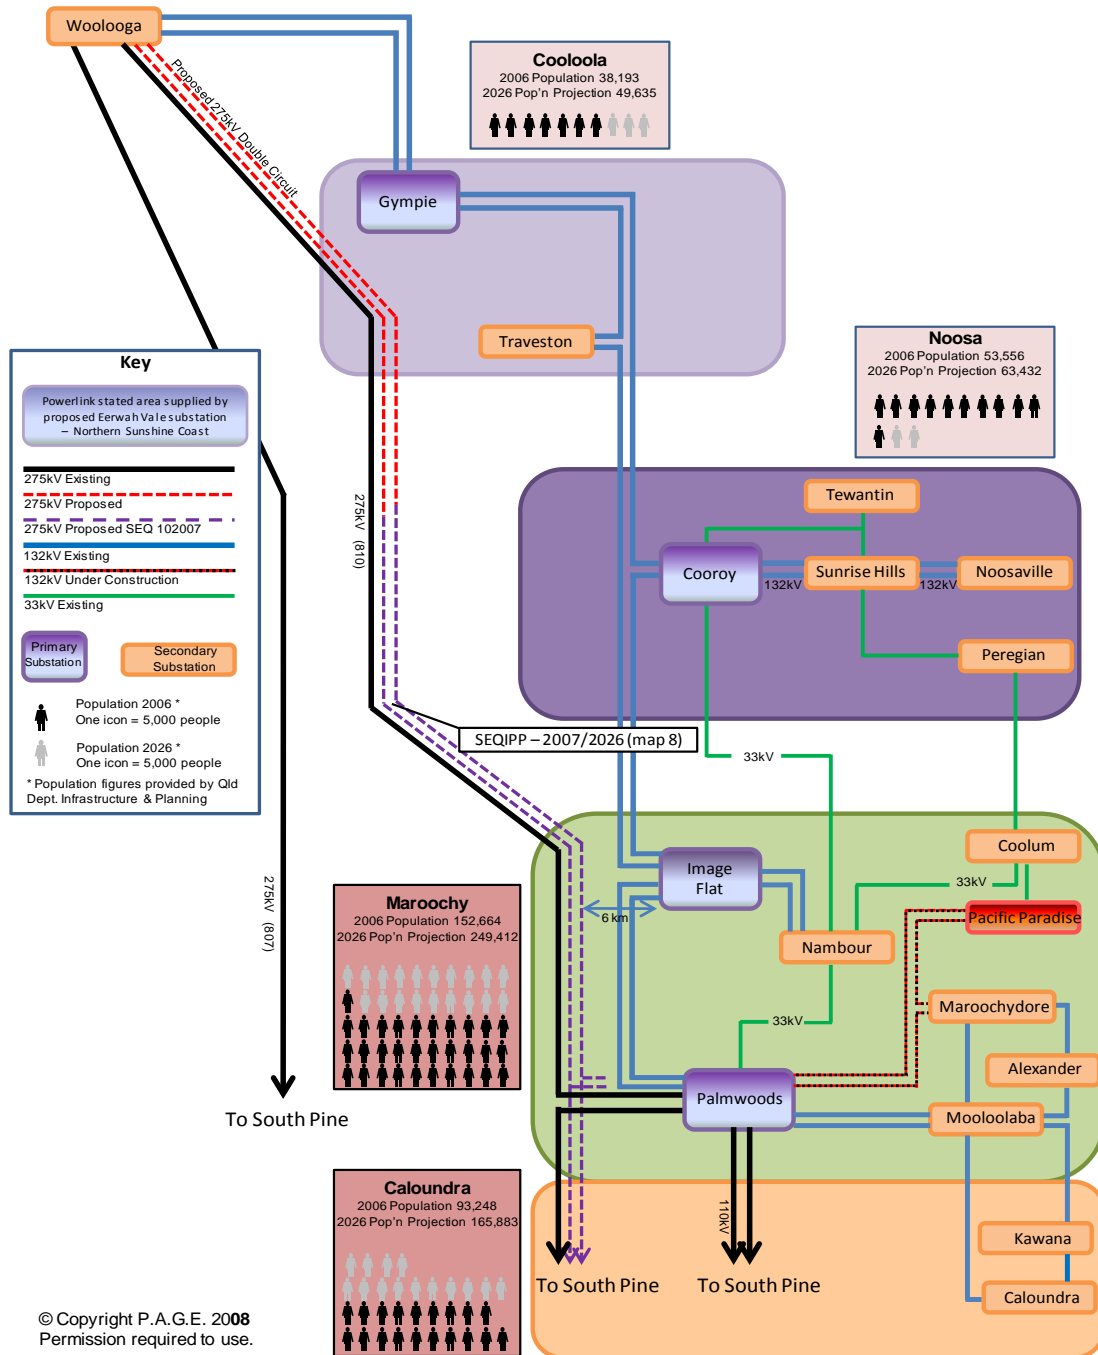 Woolooga
Proposed 275kV Double Circuit
Cooloola
2006 Population 38,193
2026 Pop'n Projection 49,635
Gympie
Traveston
Noosa
2006 Population 53,556
2026 Pop'n Projection 63,432
Key
Powerlink stated area supplied by
proposed Eerwah Vale substation
– Northern Sunshine Coast
275kV Existing
275kV Proposed
275kV Proposed SEQ 102007
132kV Existing
132kV Under Construction
33kV Existing
Primary
Substation
Secondary
Substation
Population 2006 *
One icon = 5,000 people
Population 2026 *
One icon = 5,000 people
* Population figures provided by Qld
Dept. Infrastructure & Planning
275kV (810)
Tewantin
Cooroy
132kV
Sunrise Hills
132kV
Noosaville
Peregian
SEQIPP – 2007/2026 (map 8)
33kV
275kV (807)
Coolum
Image
Flat
33kV
6 km
Pacific Paradise
Nambour
Maroochy
2006 Population 152,664
2026 Pop'n Projection 249,412
Maroochydore
33kV
Alexander
Palmwoods
Mooloolaba
To South Pine
Caloundra
2006 Population 93,248
2026 Pop'n Projection 165,883
110kV
Kawana
To South Pine
To South Pine
Caloundra
© Copyright P.A.G.E. 2008
Permission required to use.